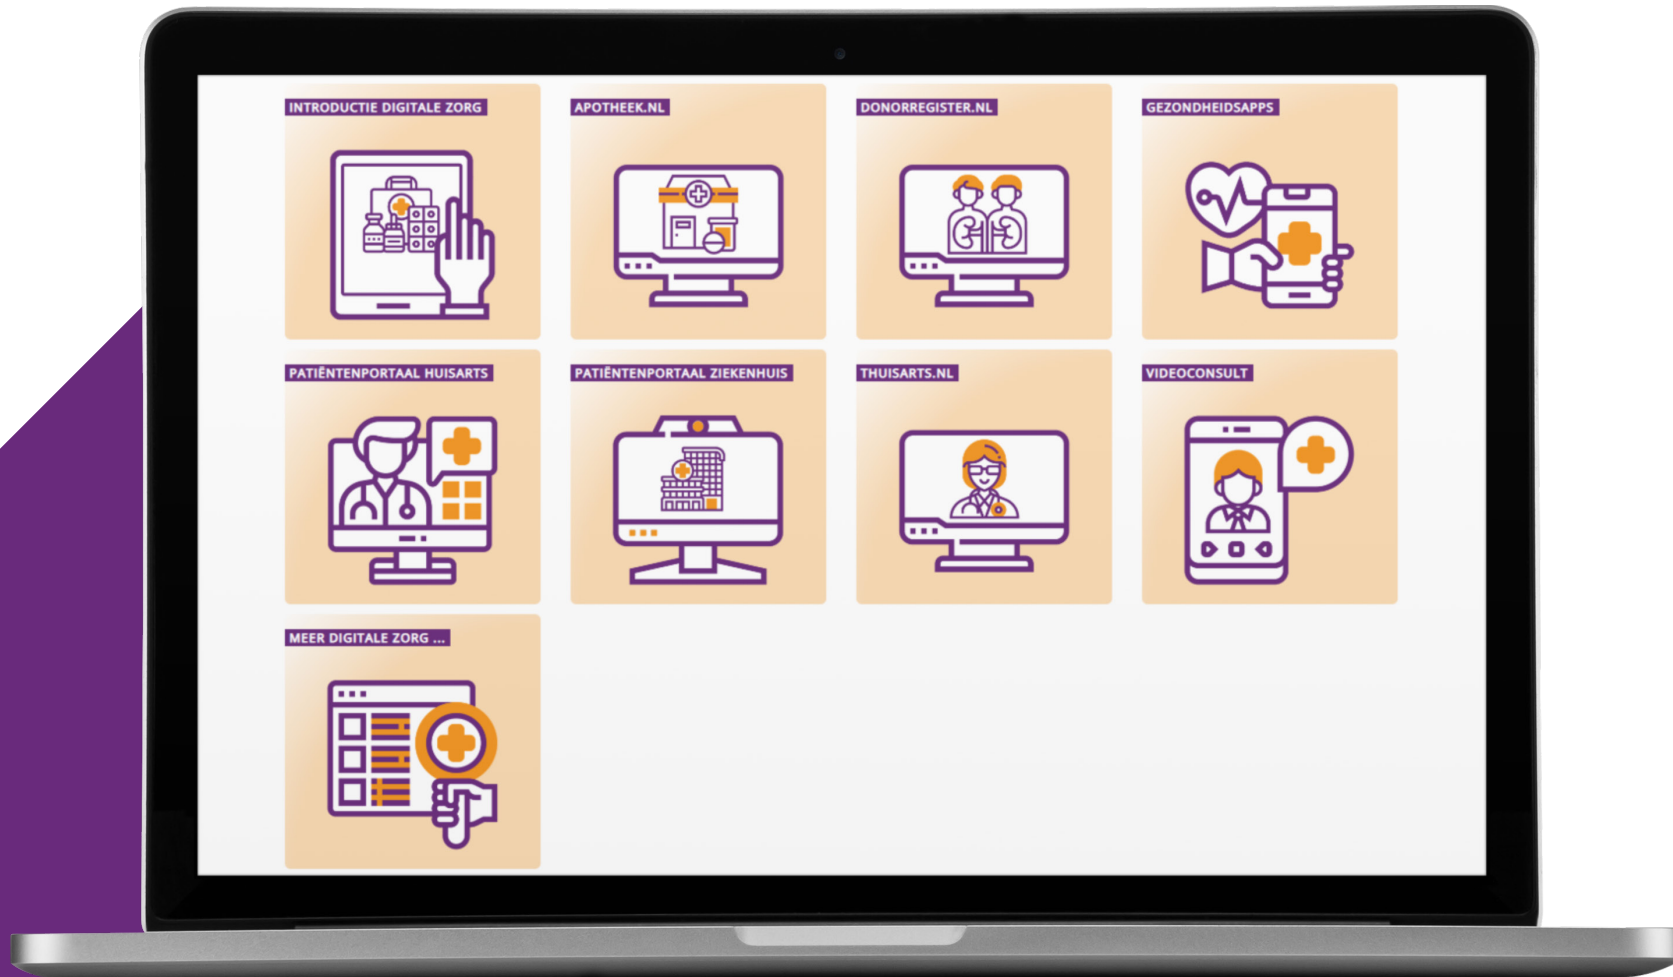 INTRODUCTIE DIGITALE ZORG
APOTHEEK.NL
DONORREGISTER.NL
GEZONDHEIDSAPPS
PATIËNTENPORTAAL HUISARTS
PATIËNTENPORTAAL ZIEKENHUIS
THUISARTS.NL
VIDEOCONSULT
MEER DIGITALE ZORG ...